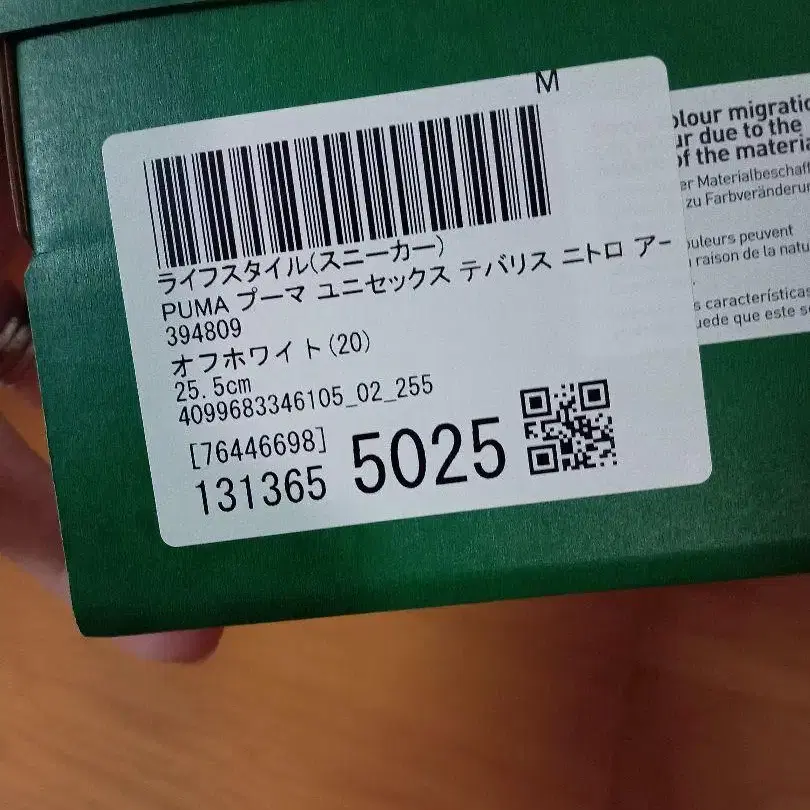 M
ライフスタイル(スニーカー)
PUMA プーマ ユニセックス テバリス ニトロ アー
394809
オフホワイト(20)
25.5cm
4099683346105_02_255
[76446698]
131365 5025
olour migratio
ur due to the
of the materia
er Materialbeschaff
zu Farbveränderu
ouleurs peuvent
raison de la natu
s características
uede que este s